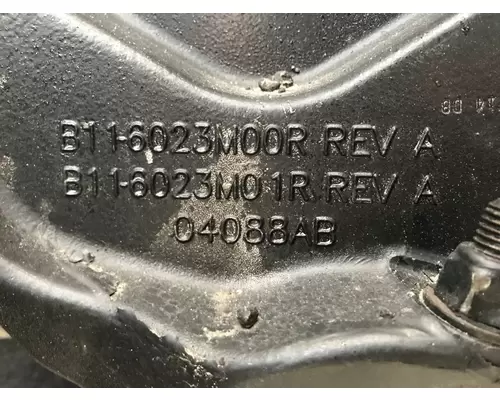 B11-6023M00R REV A
B11-6023M01R REV A
04088AB